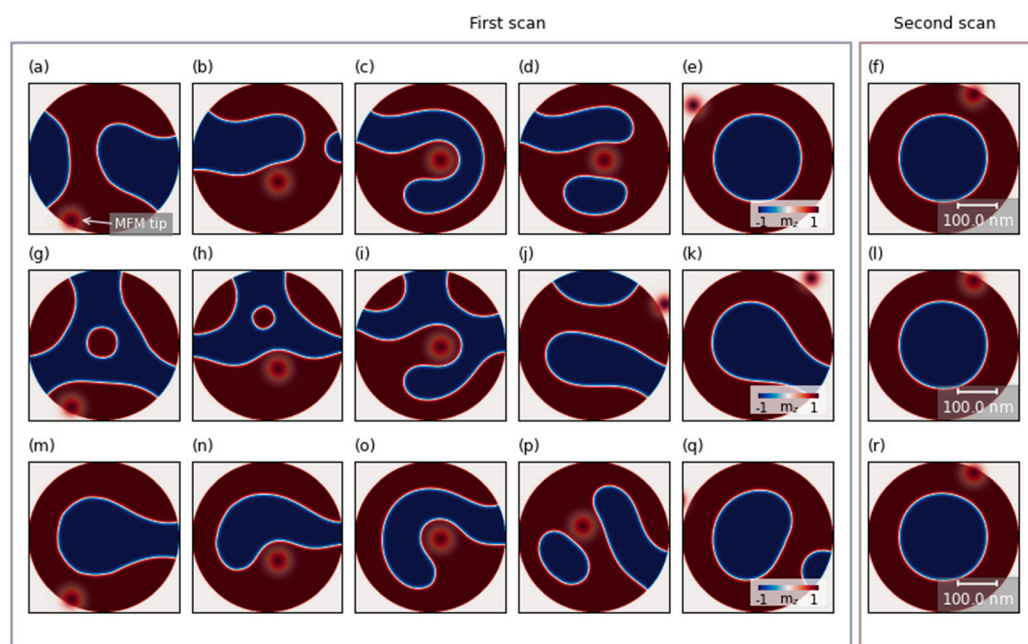 First scan
Second scan
(a)
(b)
(c)
(d)
(e)
(f)
MFM tip
-1 m_z 1
100.0 nm
(g)
(h)
(i)
(j)
(k)
(l)
-1 m_z 1
100.0 nm
(m)
(n)
(o)
(p)
(q)
(r)
-1 m_z 1
100.0 nm